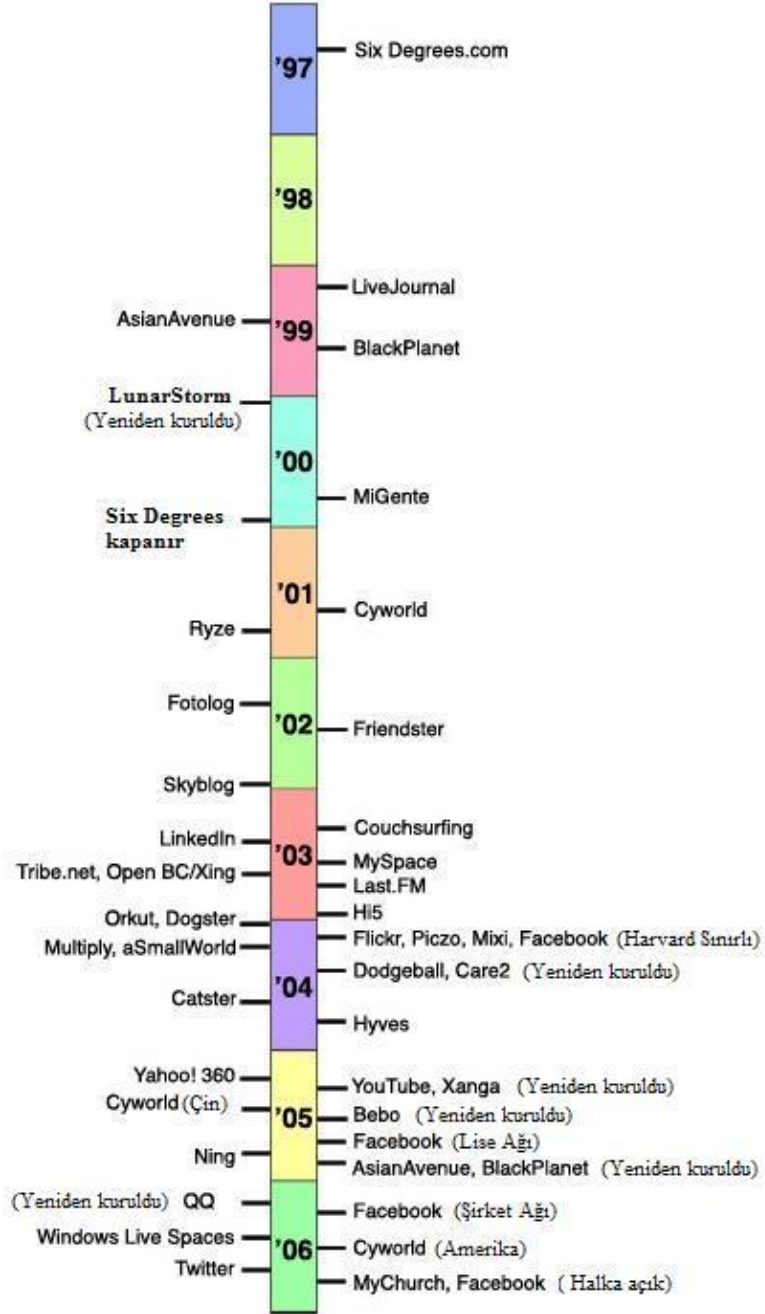 '97
Six Degrees.com
'98
LiveJournal
AsianAvenue
'99
BlackPlanet
LunarStorm
(Yeniden kuruldu)
'00
MiGente
Six Degrees
kapanır
'01
Cyworld
Ryze
Fotolog
'02
Friendster
Skyblog
Couchsurfing
LinkedIn
'03
MySpace
Tribe.net, Open BC/Xing
Last.FM
Hi5
Orkut, Dogster
Flickr, Piczo, Mixi, Facebook (Harvard Sınırlı)
Multiply, aSmallWorld
Dodgeball, Care2 (Yeniden kuruldu)
'04
Catster
Hyves
Yahoo! 360
YouTube, Xanga (Yeniden kuruldu)
Cyworld (Çin)
'05
Bebo (Yeniden kuruldu)
Facebook (Lise Ağı)
Ning
AsianAvenue, BlackPlanet (Yeniden kuruldu)
(Yeniden kuruldu) QQ
Facebook (Şirket Ağı)
Windows Live Spaces
'06
Cyworld (Amerika)
Twitter
MyChurch, Facebook ( Halka açık)